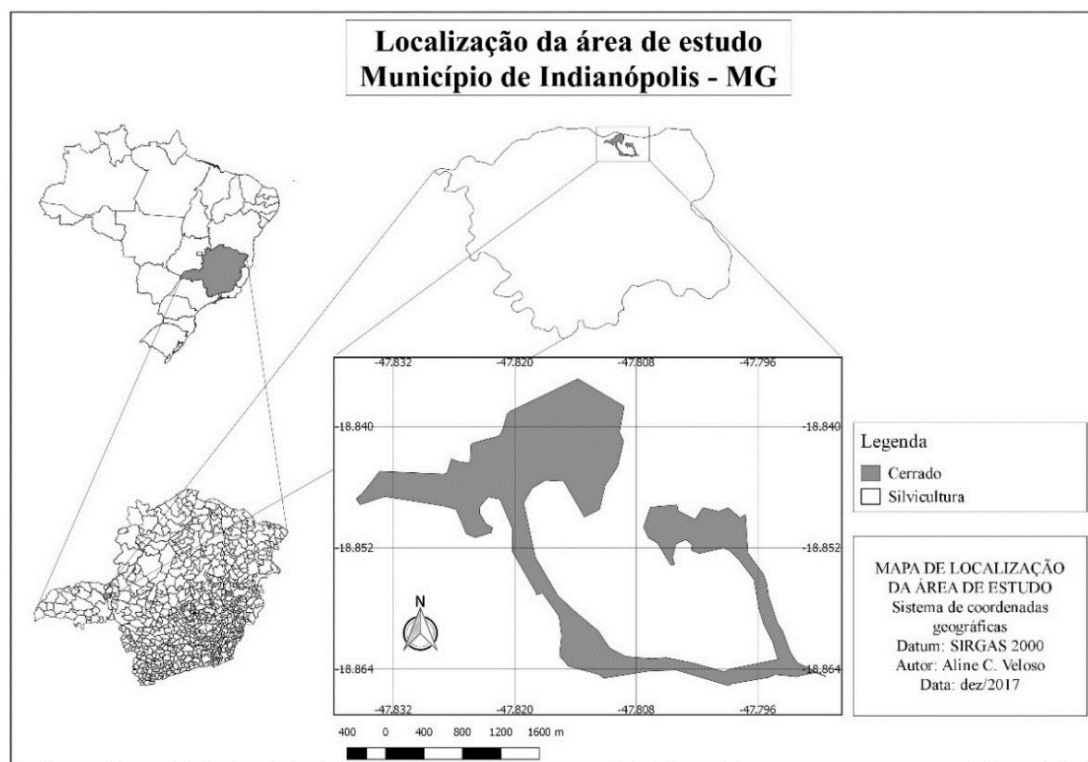 Localização da área de estudo
Município de Indianópolis - MG
-47.832 -47.820 -47.808 -47.796
-18.840 -18.840
-18.852 -18.852
N
-18.864 -18.864
-47.832 -47.820 -47.808 -47.796
400 0 400 800 1200 1600 m
Legenda
Cerrado
Silvicultura
MAPA DE LOCALIZAÇÃO
DA ÁREA DE ESTUDO
Sistema de coordenadas
geográficas
Datum: SIRGAS 2000
Autor: Aline C. Veloso
Data: dez/2017